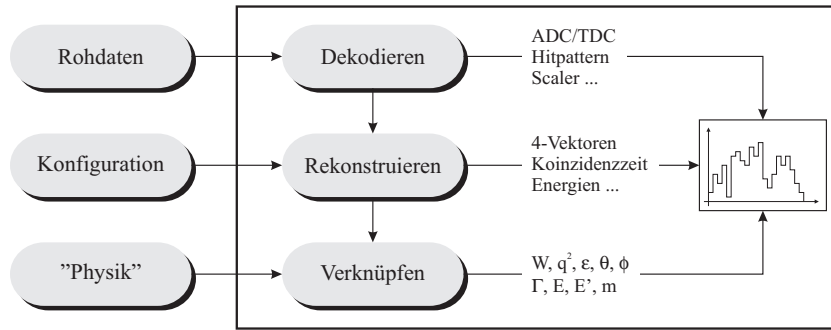 Rohdaten
Dekodieren
ADC/TDC
Hitpattern
Scaler ...
Konfiguration
Rekonstruieren
4-Vektoren
Koinzidenzzeit
Energien ...
”Physik”
Verknüpfen
W, q², ε, θ, ϕ
Γ, E, E’, m